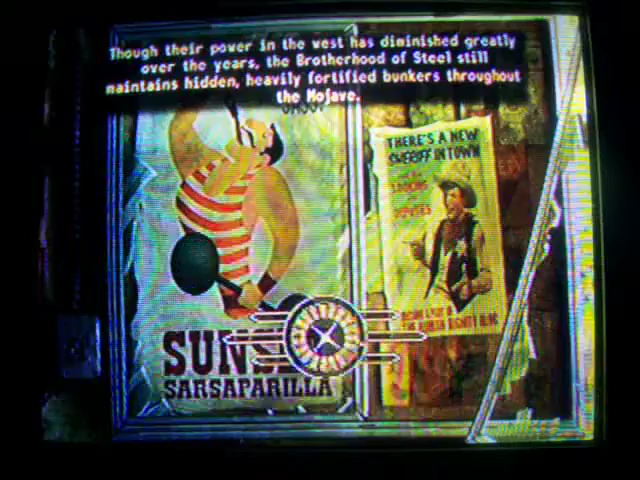 Though their power in the west has diminished greatly
over the years, the Brotherhood of Steel still
maintains hidden, heavily fortified bunkers throughout
the Mojave.
THERE'S A NEW
SHERIFF IN TOWN
SUNS
SARSAPARILLA